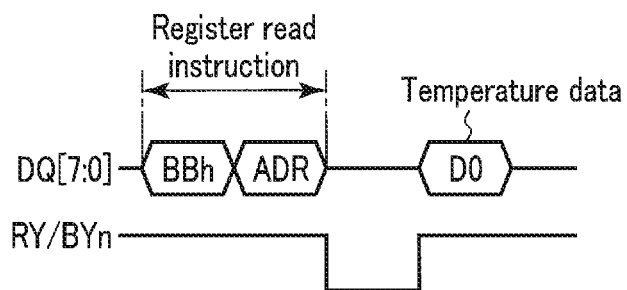 Register read
instruction
Temperature data
DQ[7:0] BBh ADR D0
RY/BYn